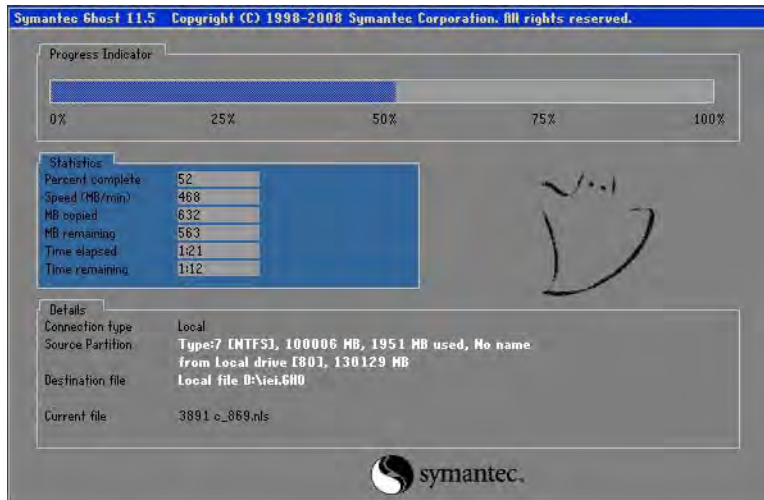 Symantec Ghost 11.5 Copyright (C) 1998-2008 Symantec Corporation. All rights reserved.
Progress Indicator
0% 25% 50% 75% 100%
Statistics
Percent complete 52
Speed (MB/min) 468
MB copied 632
MB remaining 563
Time elapsed 1:21
Time remaining 1:12
Details
Connection type Local
Source Partition Type:7 [NTFS], 100006 MB, 1951 MB used, No name
from Local drive [80], 130129 MB
Destination file Local file D:\iei.GHO
Current file 3891 c_869.nls
symantec.